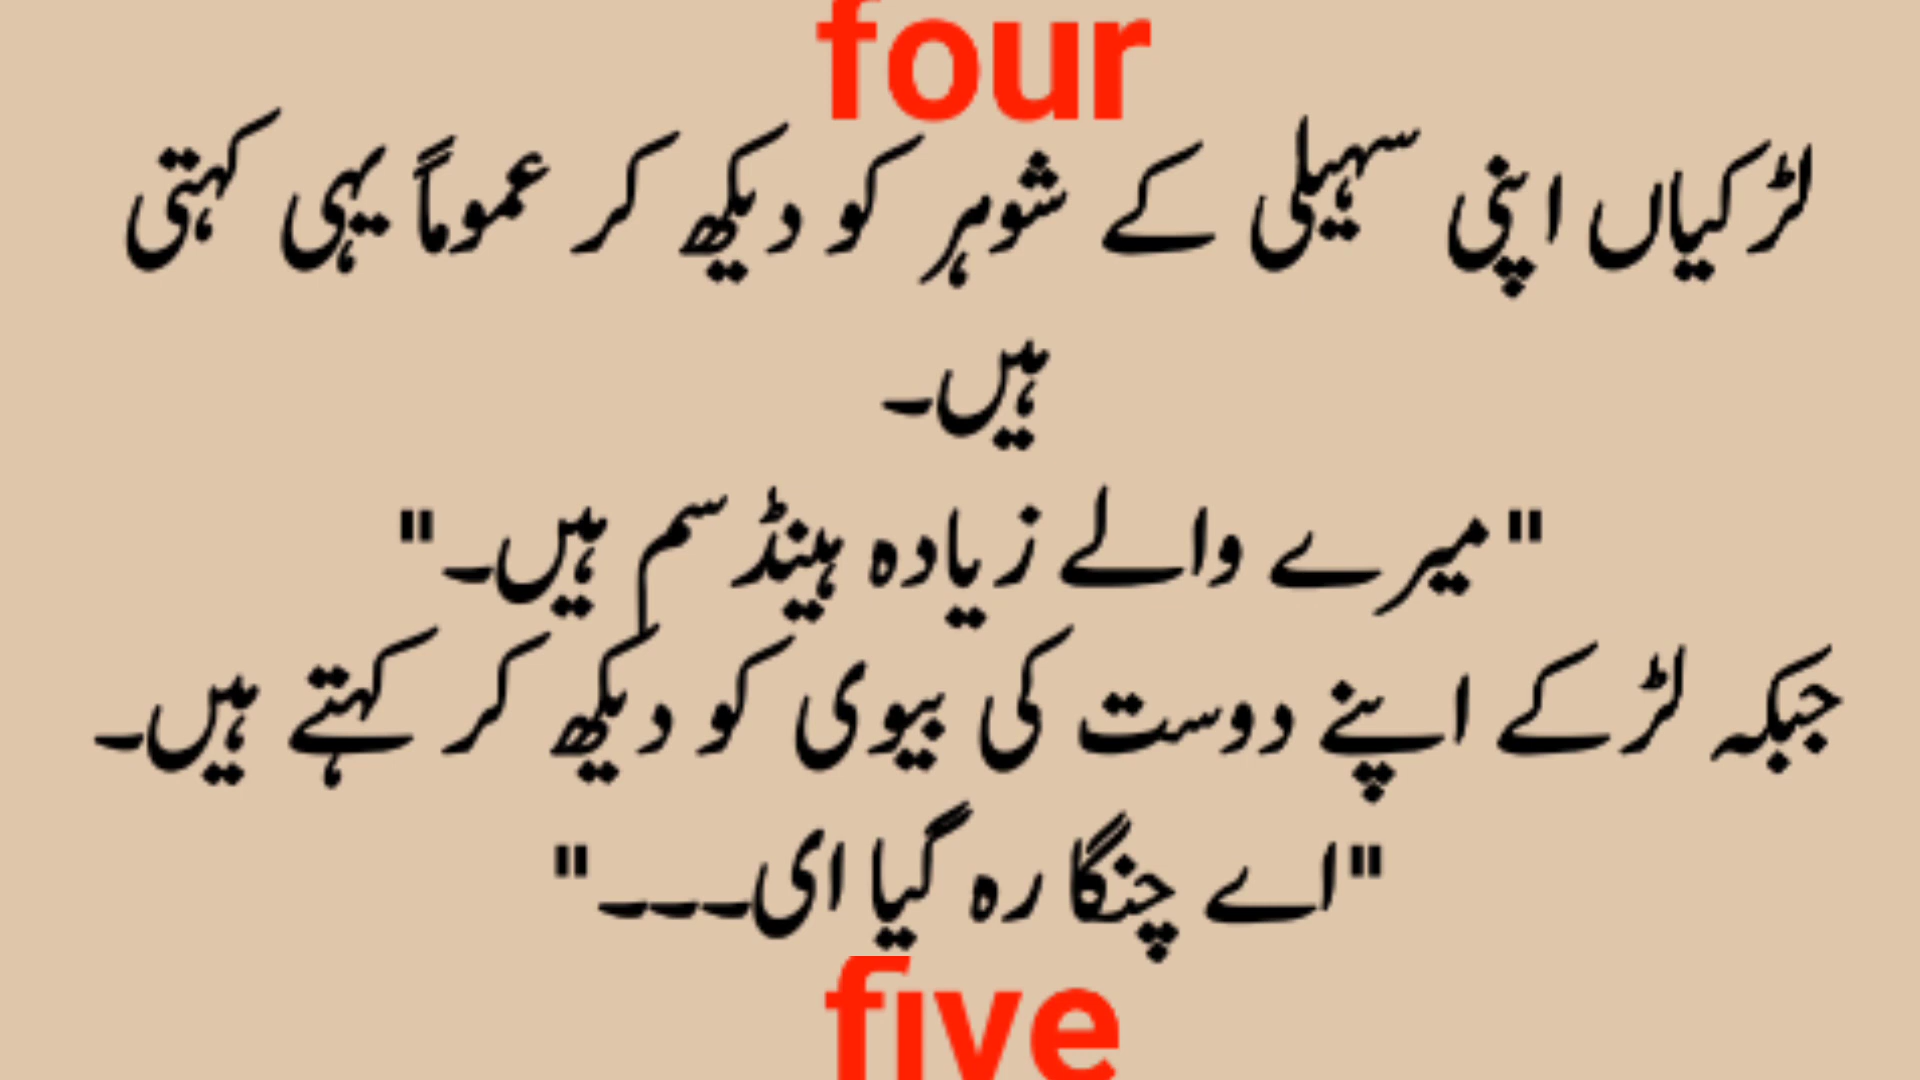 four
لڑکیاں اپنی سہیلی کے شوہر کو دیکھ کر عموماً یہی کہتی
ہیں۔
"میرے والے زیادہ ہینڈسم ہیں۔"
جبکہ لڑکے اپنے دوست کی بیوی کو دیکھ کر کہتے ہیں۔
"اے چنگا رہ گیا ای۔۔۔"
five